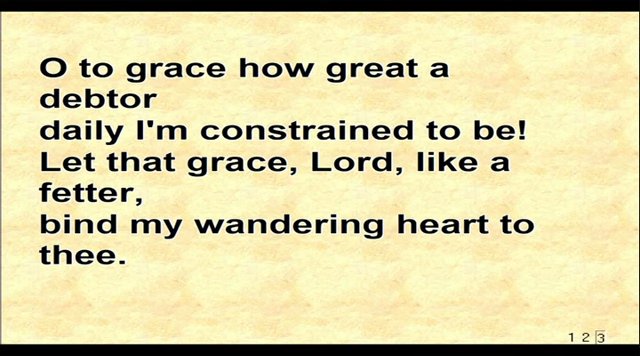 O to grace how great a
debtor
daily I'm constrained to be!
Let that grace, Lord, like a
fetter,
bind my wandering heart to
thee.
1 2 3